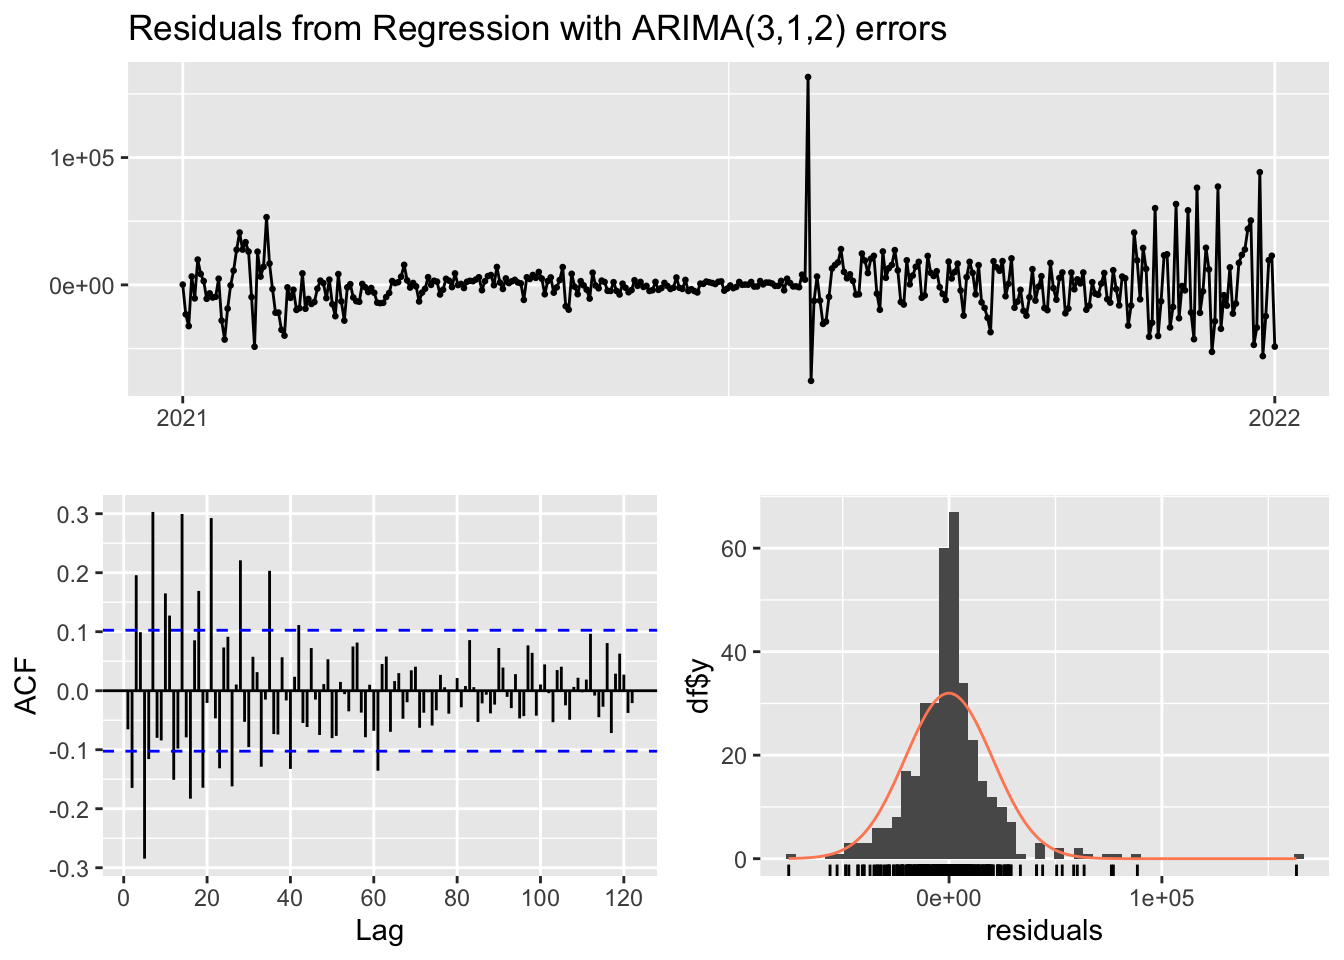 Residuals from Regression with ARIMA(3,1,2) errors
1e+05
0e+00
2021 2022
0.3
0.2
0.1
0.0
-0.1
-0.2
-0.3
ACF
0 20 40 60 80 100 120
Lag
60
40
20
0
df$y
0e+00 1e+05
residuals